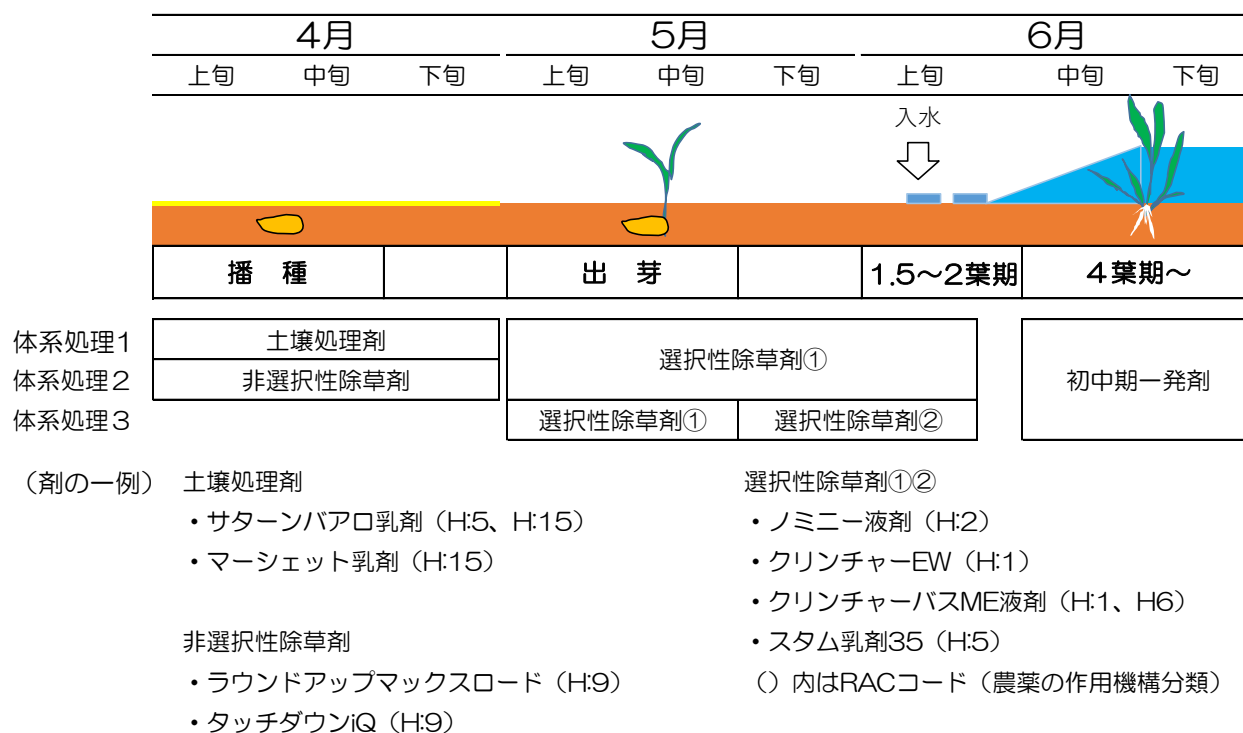 4月 5月 6月
上旬 中旬 下旬 上旬 中旬 下旬 上旬 中旬 下旬
入水
播 種 出 芽 1.5～2葉期 4葉期～
体系処理1 土壌処理剤 選択性除草剤① 初中期一発剤
体系処理2 非選択性除草剤
体系処理3 選択性除草剤① 選択性除草剤②
（剤の一例） 土壌処理剤 選択性除草剤①②
・サターンバアロ乳剤（H:5、H:15） ・ノミニー液剤（H:2）
・マーシェット乳剤（H:15） ・クリンチャーEW（H:1）
・クリンチャーバスME液剤（H:1、H6）
非選択性除草剤 ・スタム乳剤35（H:5）
・ラウンドアップマックスロード（H:9） （）内はRACコード（農薬の作用機構分類）
・タッチダウンiQ（H:9）